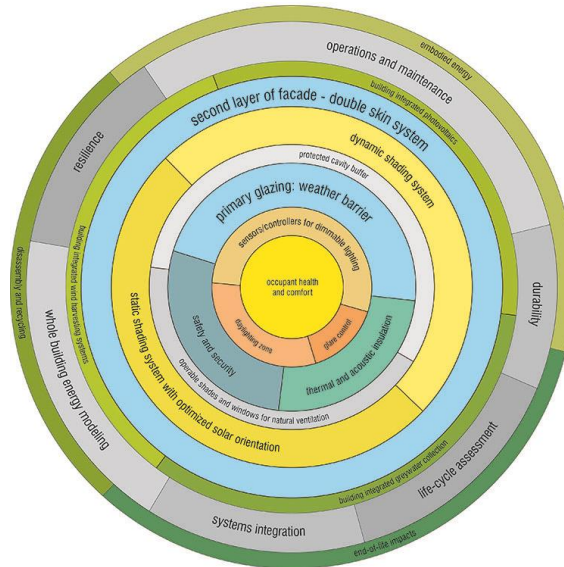 embodied energy
operations and maintenance
building integrated photovoltaics
second layer of facade - double skin system
dynamic shading system
protected cavity buffer
primary glazing: weather barrier
sensors/controllers for dimmable lighting
occupant health
and comfort
daylighting zone
glare control
safety and security
thermal and acoustic insulation
operable shades and windows for natural ventilation
static shading system with optimized solar orientation
building integrated wind harvesting systems
building integrated greywater collection
resilience
durability
whole building energy modeling
systems integration
life-cycle assessment
disassembly and recycling
end-of-life impacts